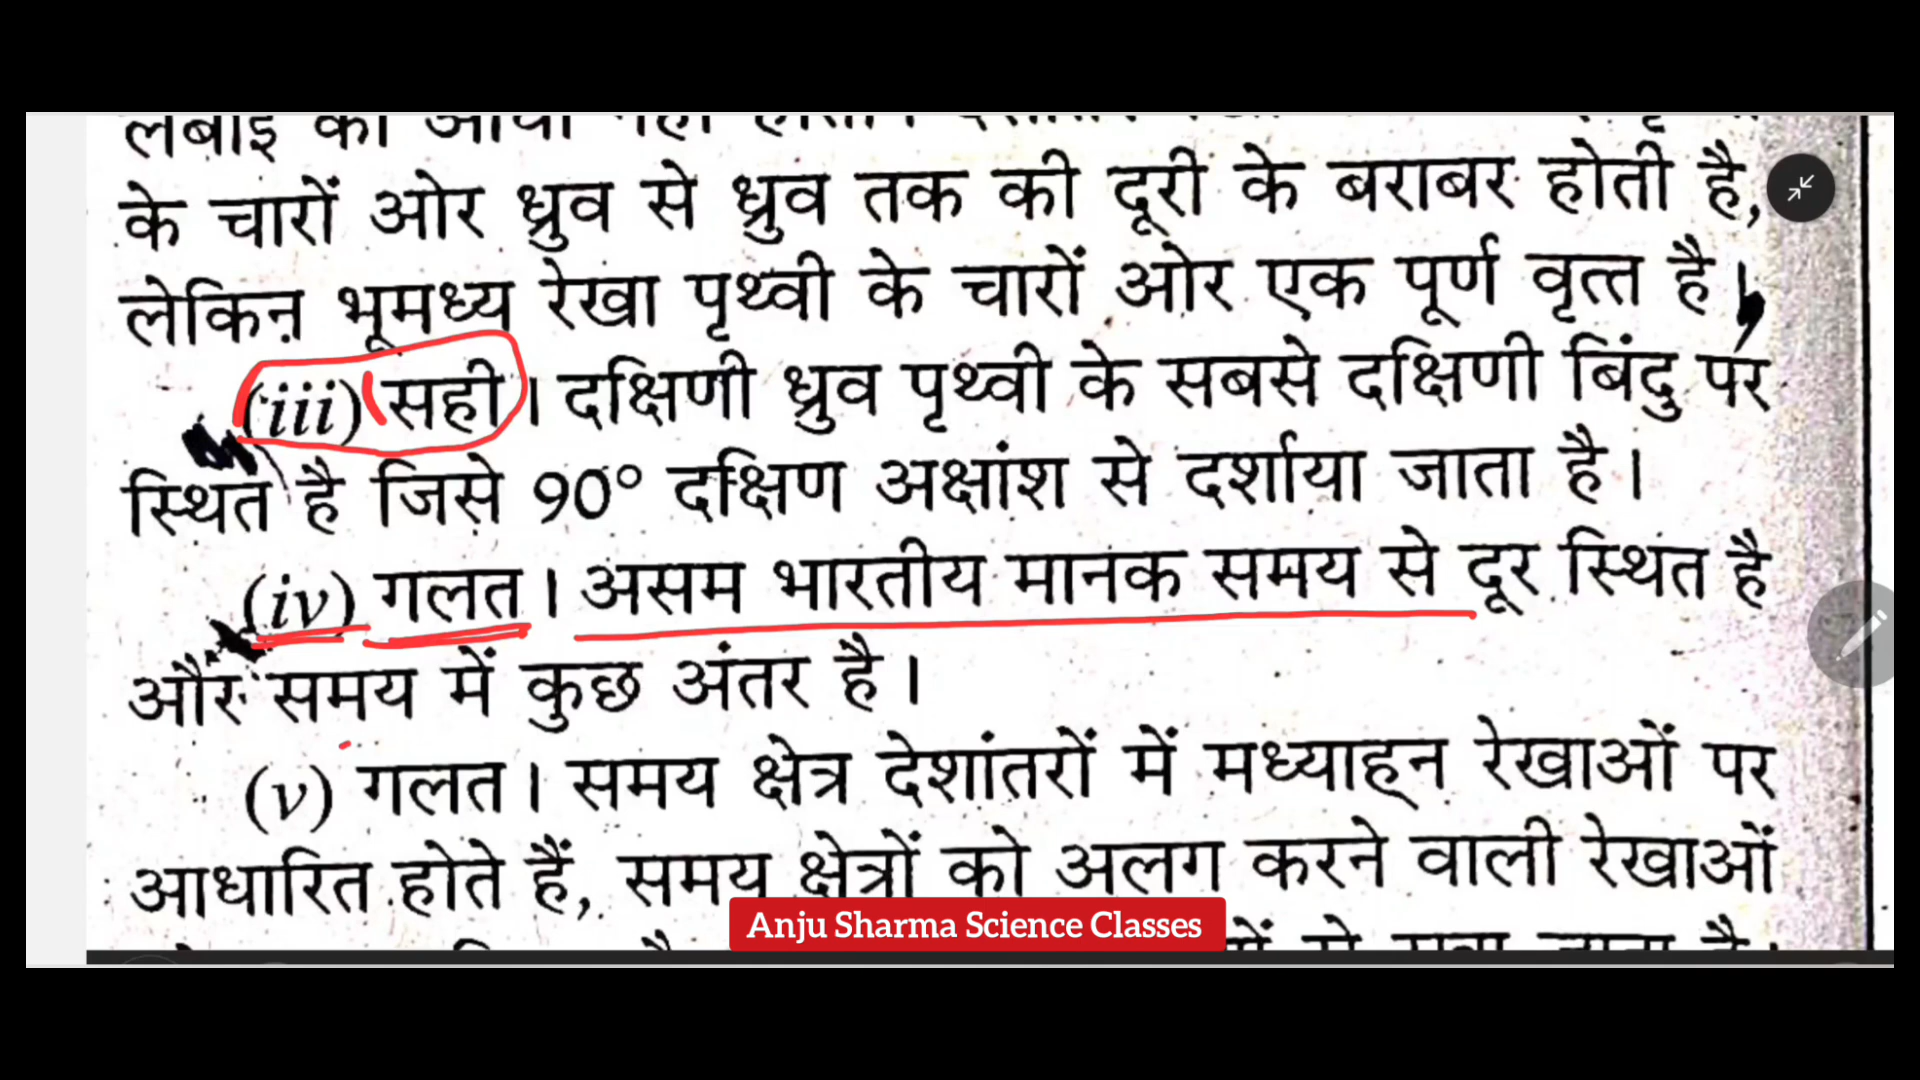 के चारों ओर ध्रुव से ध्रुव तक की दूरी के बराबर होती है,
लेकिन भूमध्य रेखा पृथ्वी के चारों ओर एक पूर्ण वृत्त है।
(iii) सही। दक्षिणी ध्रुव पृथ्वी के सबसे दक्षिणी बिंदु पर
स्थित है जिसे 90° दक्षिण अक्षांश से दर्शाया जाता है।
(iv) गलत। असम भारतीय मानक समय से दूर स्थित है
और समय में कुछ अंतर है।
(v) गलत। समय क्षेत्र देशांतरों में मध्याह्न रेखाओं पर
आधारित होते हैं, समय क्षेत्रों को अलग करने वाली रेखाओं
Anju Sharma Science Classes